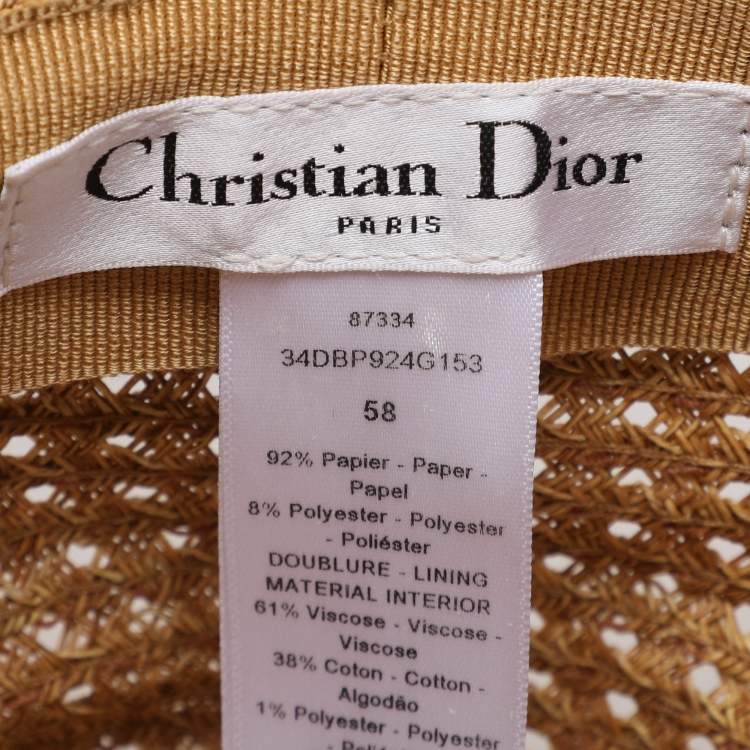 Christian Dior
PARIS
87334
34DBP924G153
58
92% Papier - Paper -
Papel
8% Polyester - Polyester
- Poliéster
DOUBLURE - LINING
MATERIAL INTERIOR
61% Viscose - Viscose -
Viscose
38% Coton - Cotton -
Algodão
1% Polyester - Polyester